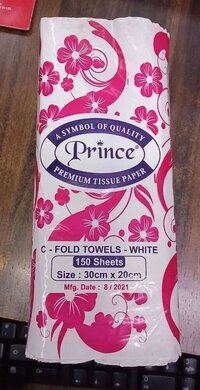 A SYMBOL OF QUALITY
Prince
PREMIUM TISSUE PAPER
C - FOLD TOWELS - WHITE
150 Sheets
Size : 30cm x 20cm
Mfg. Date : 8 / 2021